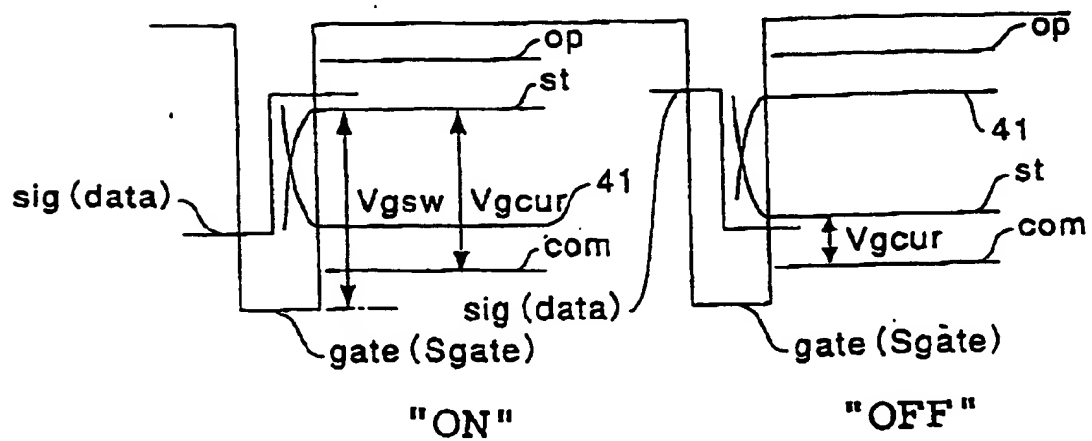 op
st
41
sig (data)
Vgsw
Vgcur
com
gate (Sgate)
"ON"
op
41
st
com
Vgcur
sig (data)
gate (Sgate)
"OFF"